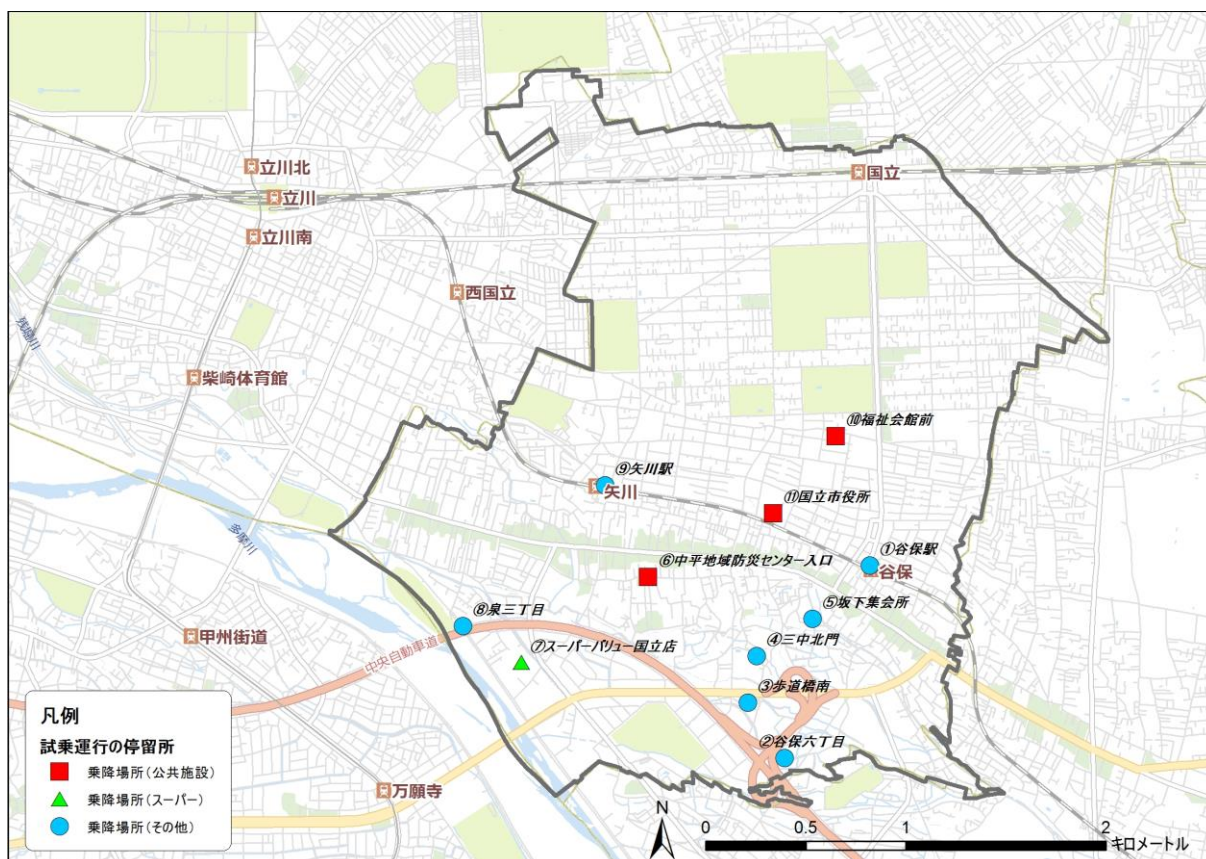 立川北
国立
立川
立川南
西国立
残堀川
柴崎体育館
⑩福祉会館前
⑨矢川駅
矢川
⑪国立市役所
多摩川
①谷保駅
谷保
⑥中平地域防災センター入口
⑤坂下集会所
⑧泉三丁目
甲州街道
中央自動車道
⑦スーパーバリュー国立店
④三中北門
③歩道橋南
②谷保六丁目
万願寺
凡例
試乗運行の停留所
乗降場所(公共施設)
乗降場所(スーパー)
乗降場所(その他)
N
0 0.5 1 2
キロメートル